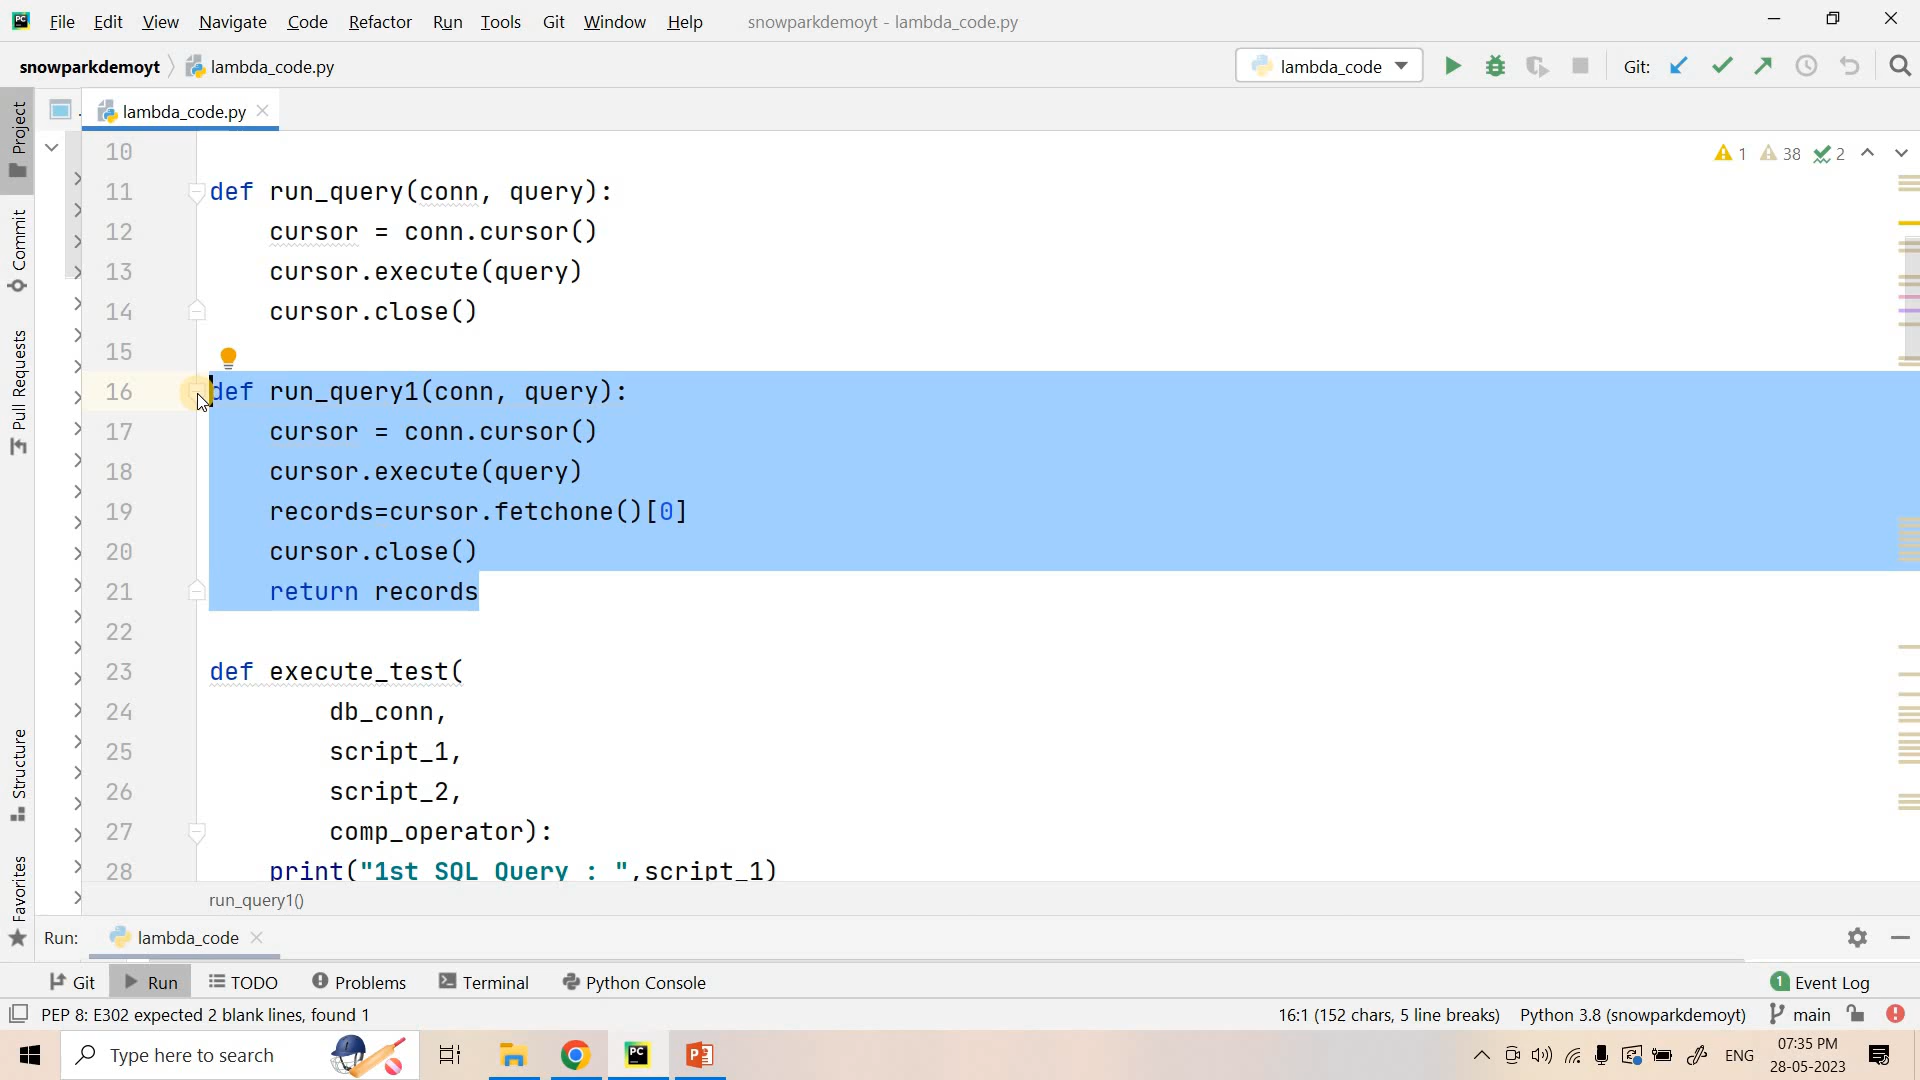 PC File Edit View Navigate Code Refactor Run Tools Git Window Help snowparkdemoyt - lambda_code.py
snowparkdemoyt lambda_code.py lambda_code Git:
lambda_code.py
Project
Commit
Pull Requests
Structure
Favorites
1 38 2
10
11 def run_query(conn, query):
12 cursor = conn.cursor()
13 cursor.execute(query)
14 cursor.close()
15
16 def run_query1(conn, query):
17 cursor = conn.cursor()
18 cursor.execute(query)
19 records=cursor.fetchone()[0]
20 cursor.close()
21 return records
22
23 def execute_test(
24 db_conn,
25 script_1,
26 script_2,
27 comp_operator):
28 print("1st SQL Query : ",script_1)
run_query1()
Run: lambda_code
Git Run TODO Problems Terminal Python Console 1 Event Log
PEP 8: E302 expected 2 blank lines, found 1 16:1 (152 chars, 5 line breaks) Python 3.8 (snowparkdemoyt) main
Type here to search PC P ENG 07:35 PM
28-05-2023